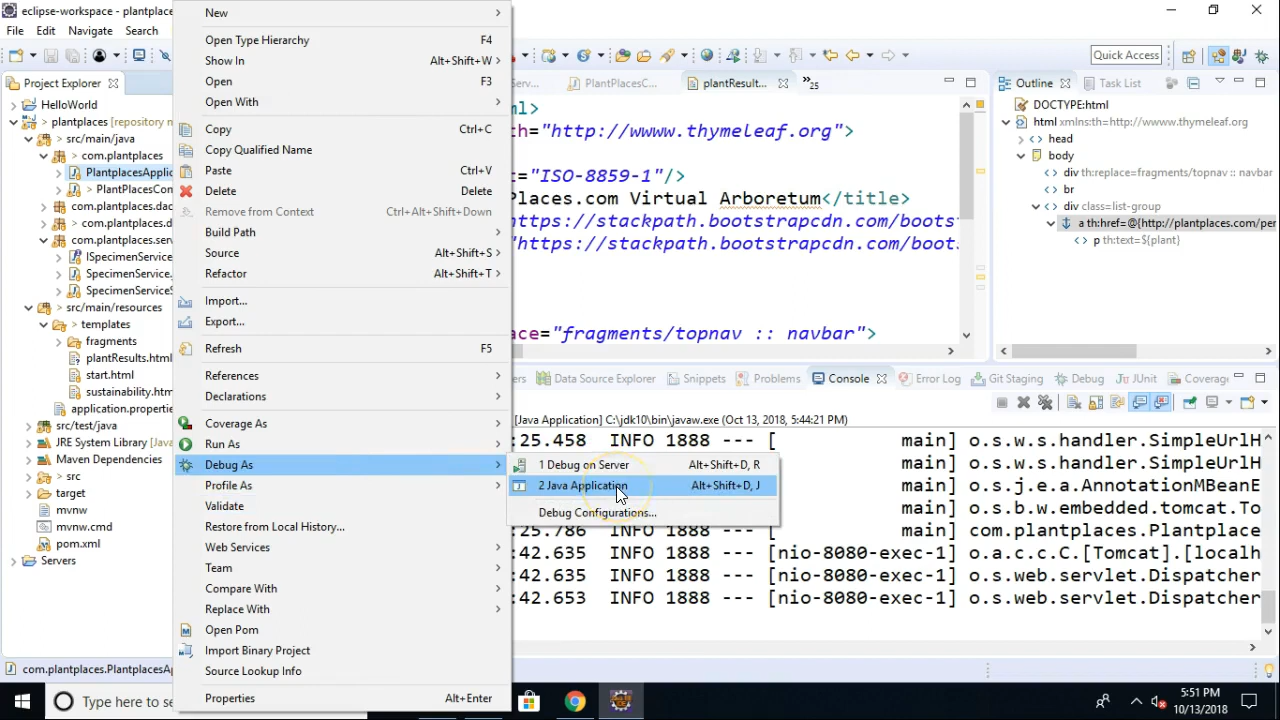 eclipse-workspace - plantplaces
File
Edit
Navigate
Search
Quick Access
Project Explorer
HelloWorld
plantplaces [repository
src/main/java
com.plantplaces
PlantplacesApplic
PlantPlacesCon
com.plantplaces.dao
com.plantplaces.d
com.plantplaces.serv
ISpecimenService.
SpecimenService.
SpecimenServiceS
src/main/resources
templates
fragments
plantResults.html
start.html
sustainability.htm
application.propertie
src/test/java
JRE System Library [Java
Maven Dependencies
src
target
mvnw
mvnw.cmd
pom.xml
Servers
New
Open Type Hierarchy F4
Show In Alt+Shift+W
Open F3
Open With
Copy Ctrl+C
Copy Qualified Name
Paste Ctrl+V
Delete Delete
Remove from Context Ctrl+Alt+Shift+Down
Build Path
Source Alt+Shift+S
Refactor Alt+Shift+T
Import...
Export...
Refresh F5
References
Declarations
Coverage As
Run As
Debug As
Profile As
Validate
Restore from Local History...
Web Services
Team
Compare With
Replace With
Open Pom
Import Binary Project
Source Lookup Info
Properties Alt+Enter
1 Debug on Server Alt+Shift+D, R
2 Java Application Alt+Shift+D, J
Debug Configurations...
Serv... PlantPlacesC... plantResult... »25
ml>
th="http://wwww.thymeleaf.org">
t="ISO-8859-1"/>
Places.com Virtual Arboretum</title>
https://stackpath.bootstrapcdn.com/boots
"https://stackpath.bootstrapcdn.com/boot
ace="fragments/topnav :: navbar">
Outline Task List
DOCTYPE:html
html xmlns:th=http://wwww.thymeleaf.org
head
body
div th:replace=fragments/topnav :: navbar
br
div class=list-group
a th:href=@{http://plantplaces.com/per
p th:text=${plant}
ers Data Source Explorer Snippets Problems Console Error Log Git Staging Debug JUnit Coverage
[Java Application] C:\jdk10\bin\javaw.exe (Oct 13, 2018, 5:44:21 PM)
:25.458 INFO 1888 --- [ main] o.s.w.s.handler.SimpleUrlH
main] o.s.w.s.handler.SimpleUrlH
main] o.s.j.e.a.AnnotationMBeanE
main] o.s.b.w.embedded.tomcat.To
:25.786 INFO 1888 --- [ main] com.plantplaces.Plantplace
:42.635 INFO 1888 --- [nio-8080-exec-1] o.a.c.c.C.[Tomcat].[localh
:42.635 INFO 1888 --- [nio-8080-exec-1] o.s.web.servlet.Dispatcher
:42.653 INFO 1888 --- [nio-8080-exec-1] o.s.web.servlet.Dispatcher
com.plantplaces.PlantplacesAp
Type here to se
5:51 PM
10/13/2018